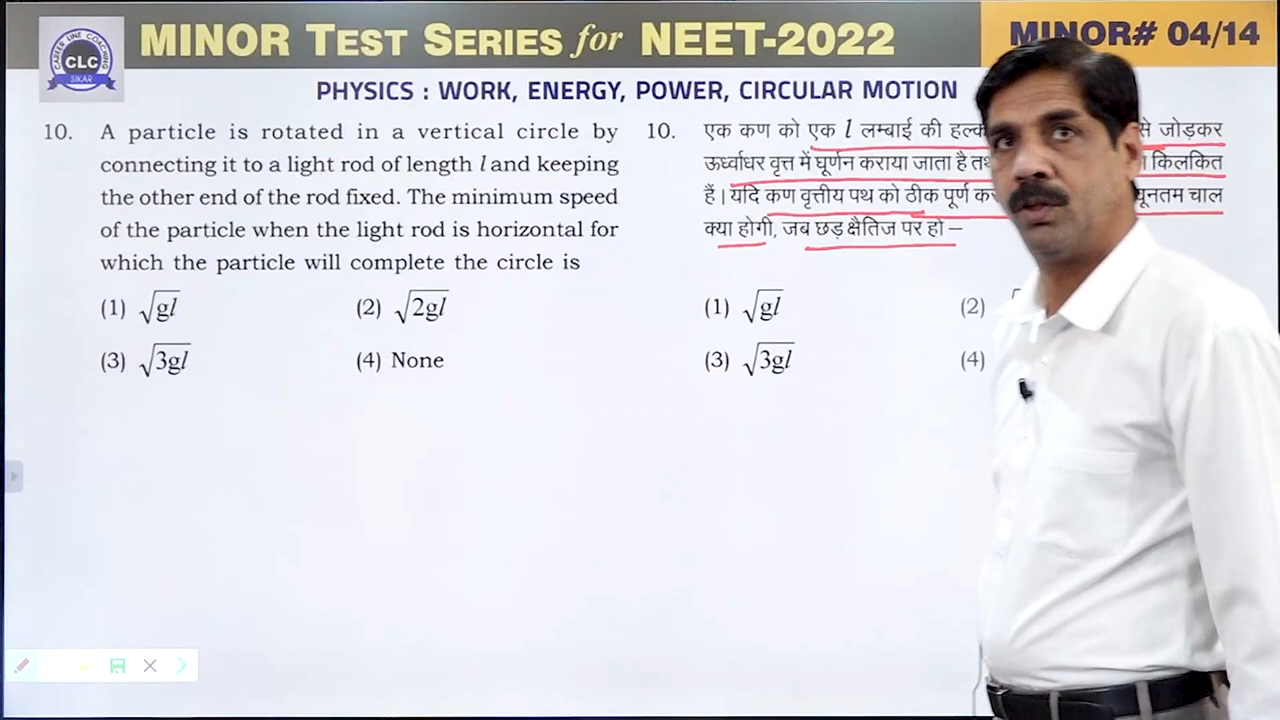 MINOR TEST SERIES for NEET-2022
MINOR# 04/14
CAREER LINE COACHING
CLC
SIKAR
PHYSICS : WORK, ENERGY, POWER, CIRCULAR MOTION
10. A particle is rotated in a vertical circle by
connecting it to a light rod of length l and keeping
the other end of the rod fixed. The minimum speed
of the particle when the light rod is horizontal for
which the particle will complete the circle is
(1) √gl (2) √2gl
(3) √3gl (4) None
10. एक कण को एक l लम्बाई की से जोड़कर
ऊर्ध्वाधर वृत्त में घूर्णन कराया जाता है किलकित
हैं। यदि कण वृत्तीय पथ को ठीक पूर्ण चाल
क्या होगी, जब छड़ क्षैतिज पर हो –
(1) √gl (2)
(3) √3gl (4)